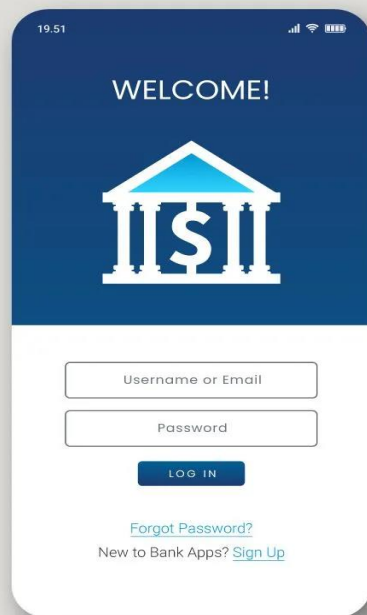 19.51
WELCOME!
$
Username or Email
Password
LOG IN
Forgot Password?
New to Bank Apps? Sign Up